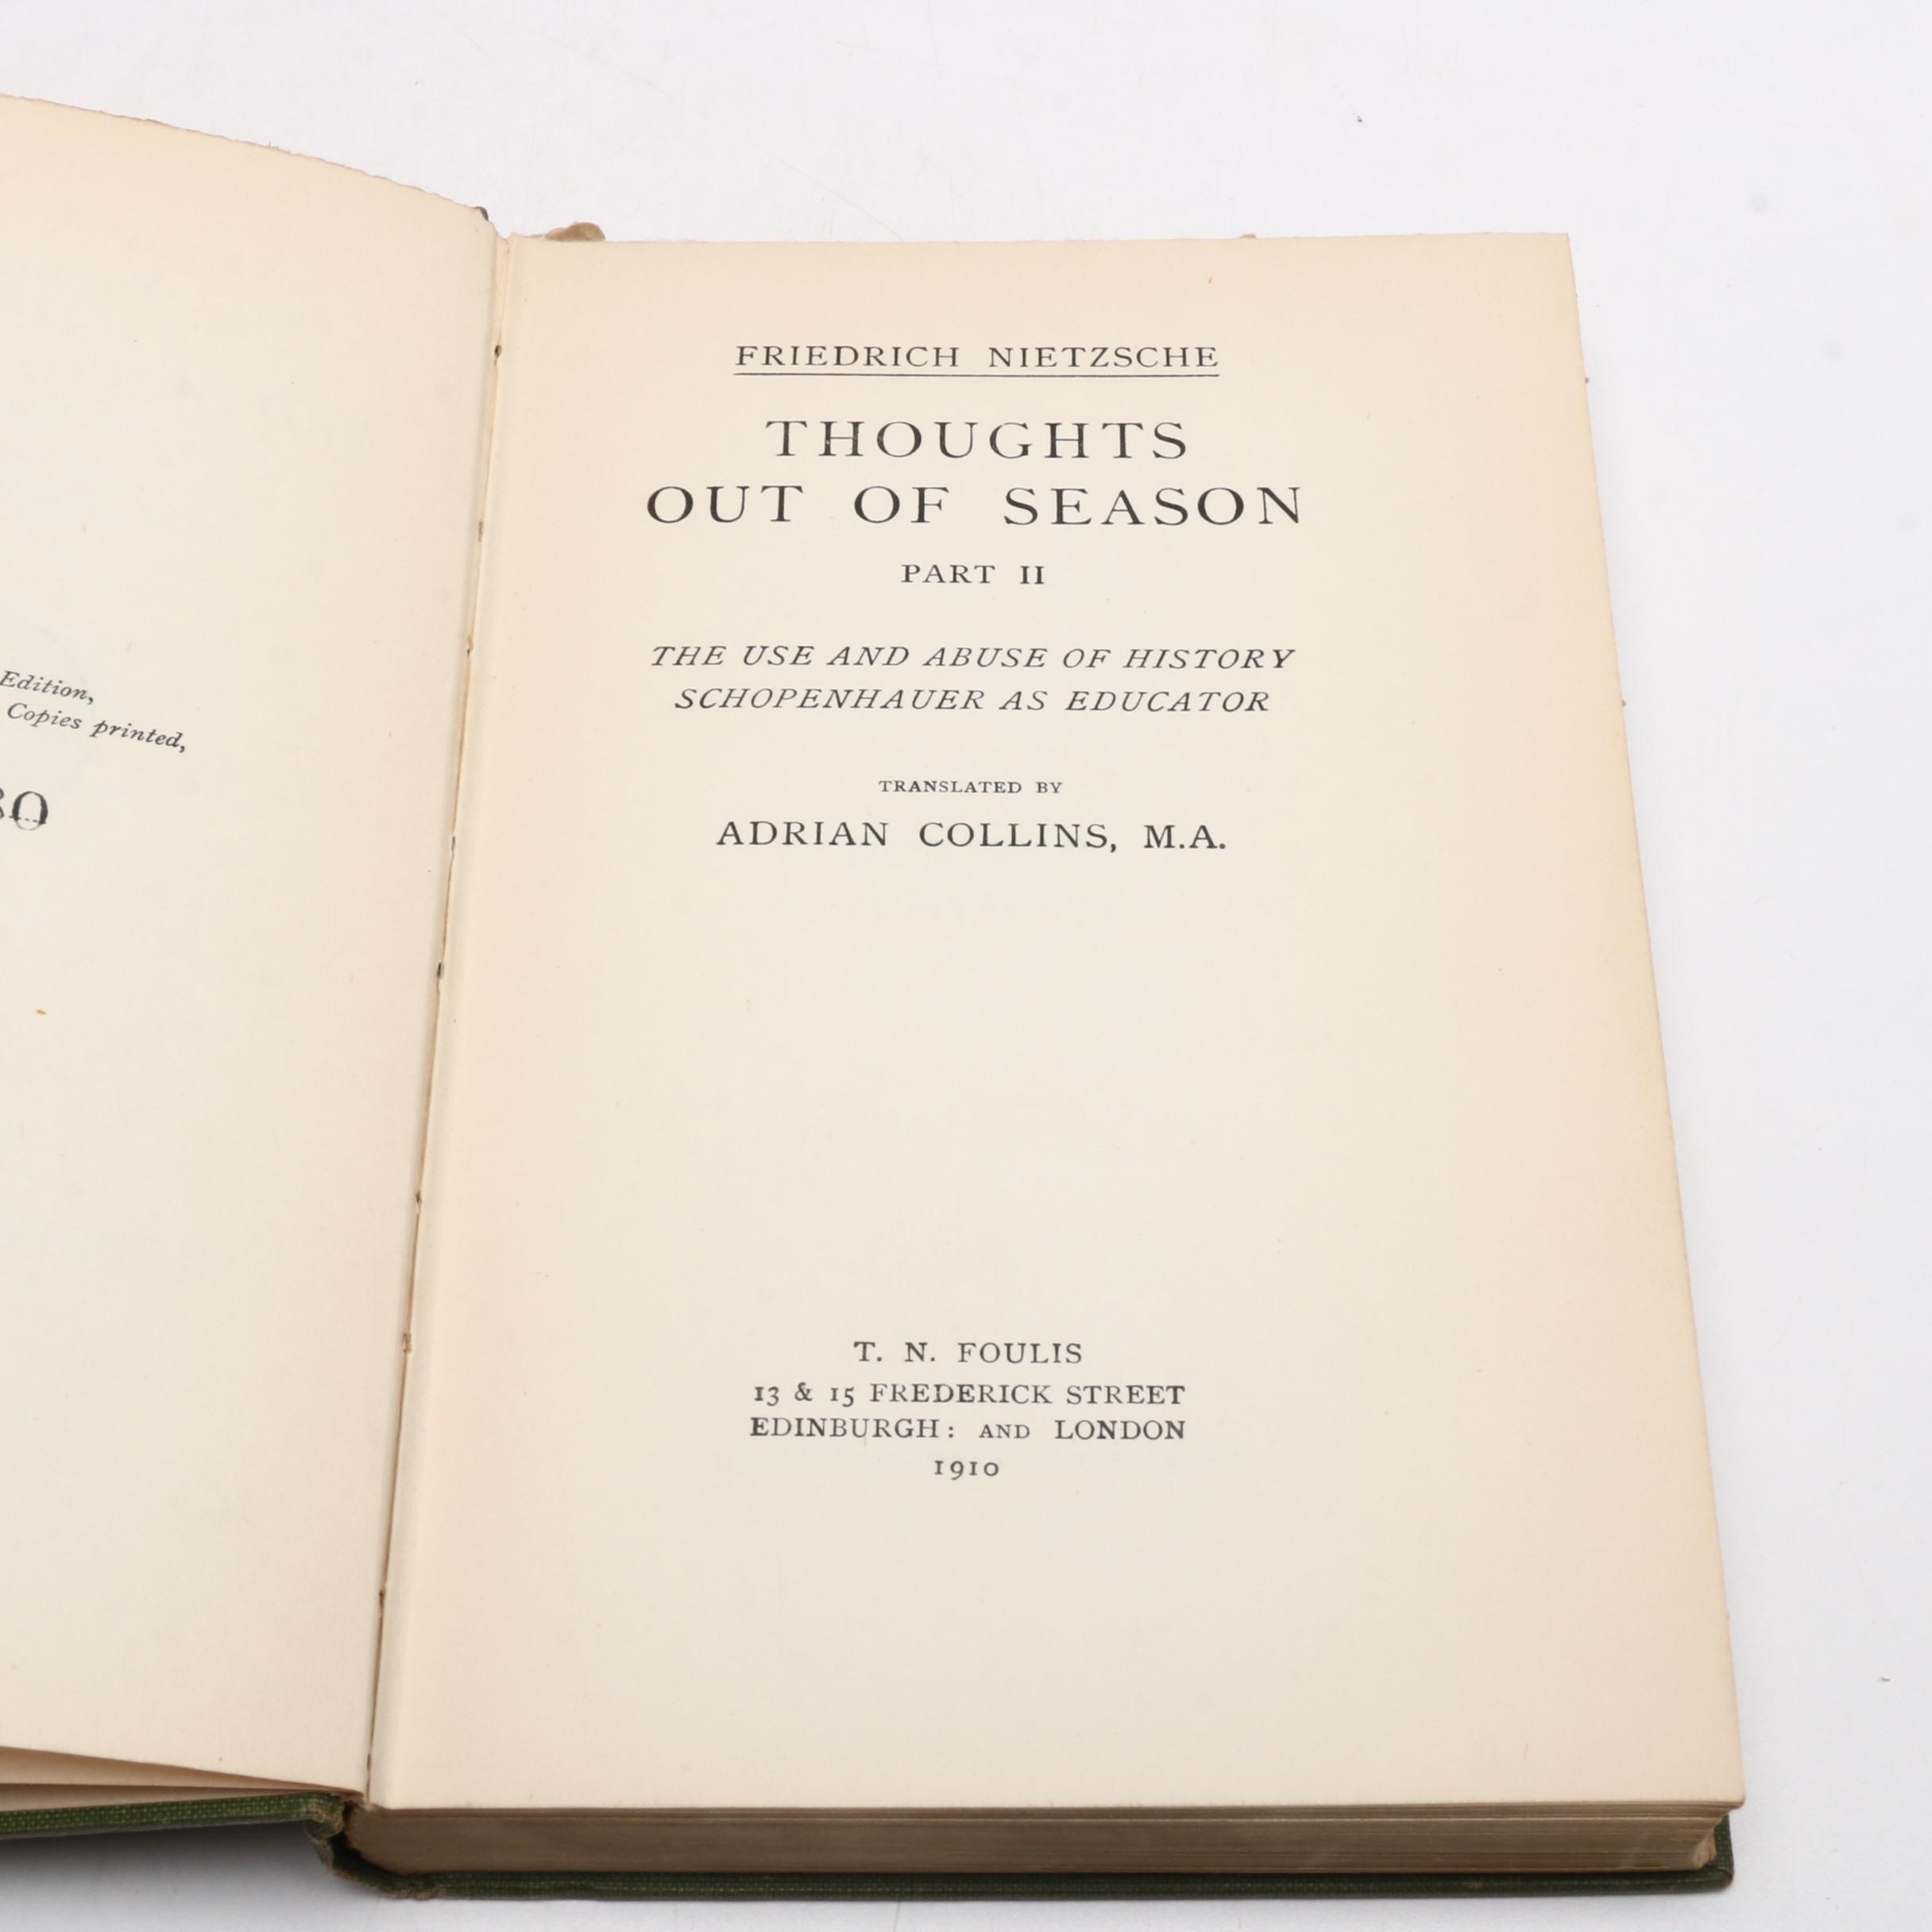 Edition,
Copies printed,
80
FRIEDRICH NIETZSCHE
THOUGHTS
OUT OF SEASON
PART II
THE USE AND ABUSE OF HISTORY
SCHOPENHAUER AS EDUCATOR
TRANSLATED BY
ADRIAN COLLINS, M.A.
T. N. FOULIS
13 & 15 FREDERICK STREET
EDINBURGH: AND LONDON
1910